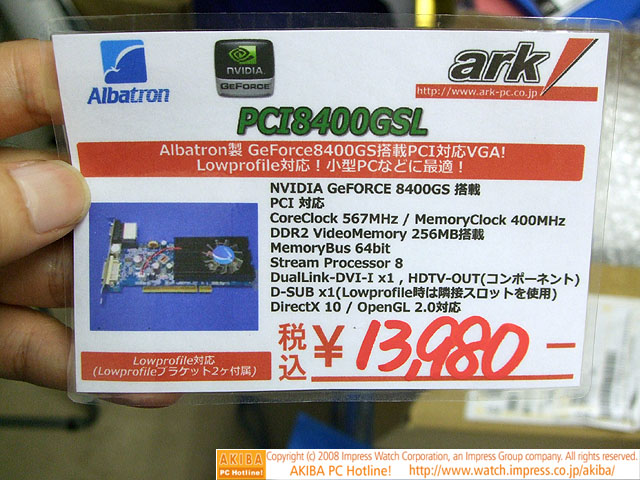 Albatron
NVIDIA
GEFORCE
ark
http://www.ark-pc.co.jp
PCI8400GSL
Albatron製 GeForce8400GS搭載PCI対応VGA!
Lowprofile対応！小型PCなどに最適！
NVIDIA GeFORCE 8400GS 搭載
PCI 対応
CoreClock 567MHz / MemoryClock 400MHz
DDR2 VideoMemory 256MB搭載
MemoryBus 64bit
Stream Processor 8
DualLink-DVI-I x1 , HDTV-OUT(コンポーネント)
D-SUB x1(Lowprofile時は隣接スロットを使用)
DirectX 10 / OpenGL 2.0対応
Lowprofile対応
(Lowprofileブラケット2ヶ付属)
税込 ¥ 13,980 ー
AKIBA
PC Hotline!
Copyright (c) 2008 Impress Watch Corporation, an Impress Group company. All rights reserved.
AKIBA PC Hotline! http://www.watch.impress.co.jp/akiba/